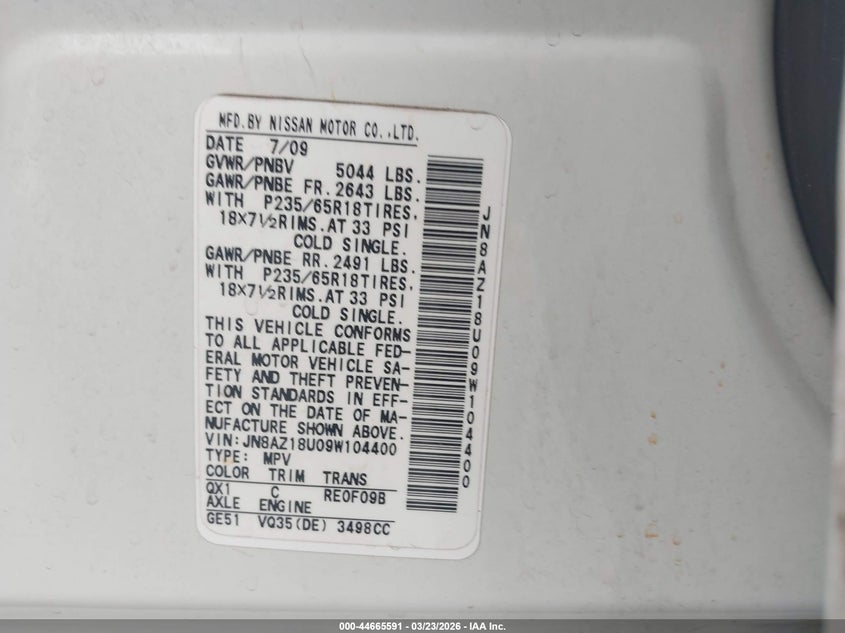 MFD.BY NISSAN MOTOR CO.,LTD.
DATE 7/09
GVWR/PNBV 5044 LBS.
GAWR/PNBE FR.2643 LBS.
WITH P235/65R18TIRES,
18×7½RIMS.AT 33 PSI
COLD SINGLE.
GAWR/PNBE RR.2491 LBS.
WITH P235/65R18TIRES,
18×7½RIMS.AT 33 PSI
COLD SINGLE.
THIS VEHICLE CONFORMS
TO ALL APPLICABLE FED-
ERAL MOTOR VEHICLE SA-
FETY AND THEFT PREVEN-
TION STANDARDS IN EFF-
ECT ON THE DATE OF MA-
NUFACTURE SHOWN ABOVE.
VIN:JN8AZ18U09W104400
TYPE: MPV
COLOR TRIM TRANS
QX1 C RE0F09B
AXLE ENGINE
GE51 VQ35(DE) 3498CC
JN8AZ18U09W104400
000-44665591 / 03/23/2026 - IAA Inc.